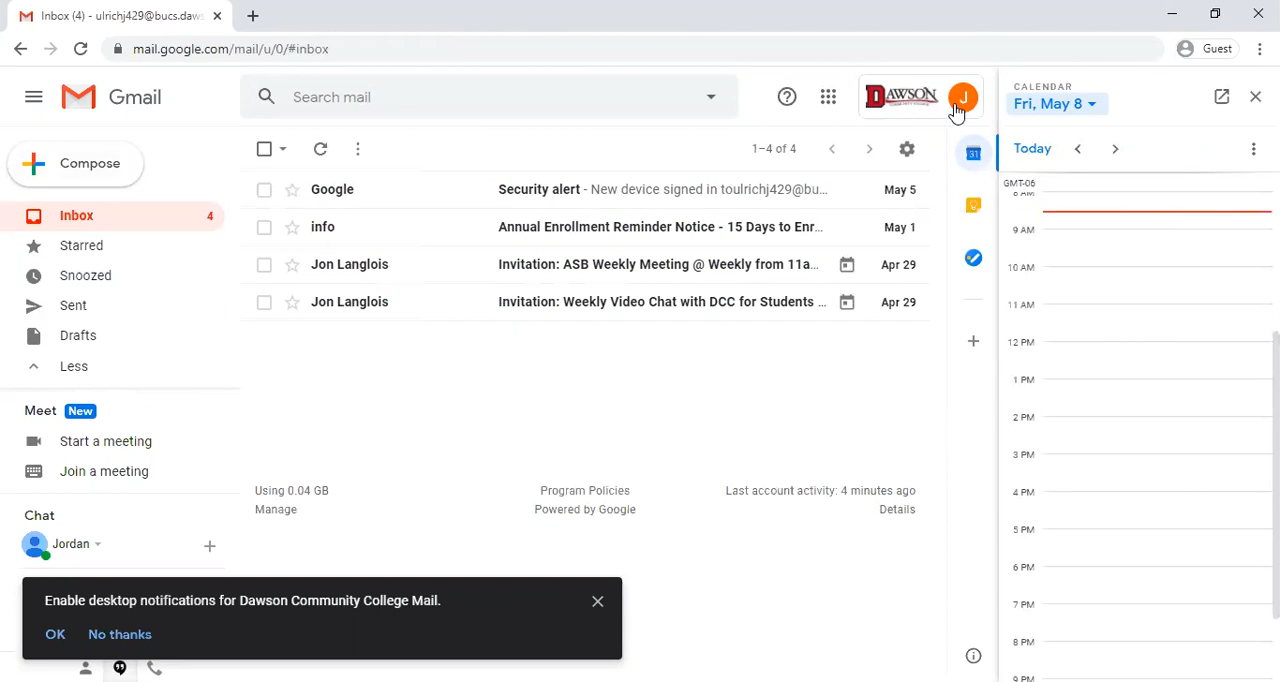 Inbox (4) - ulrichj429@bucs.daws
mail.google.com/mail/u/0/#inbox
Guest
Gmail
Search mail
DAWSON
J
CALENDAR
Fri, May 8
Compose
1–4 of 4
31
Today
GMT-06
8 AM
Google
Security alert - New device signed in toulrichj429@bu...
May 5
Inbox
4
info
Annual Enrollment Reminder Notice - 15 Days to Enr...
May 1
9 AM
Starred
Jon Langlois
Invitation: ASB Weekly Meeting @ Weekly from 11a...
Apr 29
10 AM
Snoozed
Jon Langlois
Invitation: Weekly Video Chat with DCC for Students ...
Apr 29
11 AM
Sent
Drafts
12 PM
Less
1 PM
Meet New
2 PM
Start a meeting
3 PM
Join a meeting
Using 0.04 GB
Program Policies
Last account activity: 4 minutes ago
4 PM
Manage
Powered by Google
Details
Chat
5 PM
Jordan
6 PM
Enable desktop notifications for Dawson Community College Mail.
7 PM
OK
No thanks
8 PM
9 PM